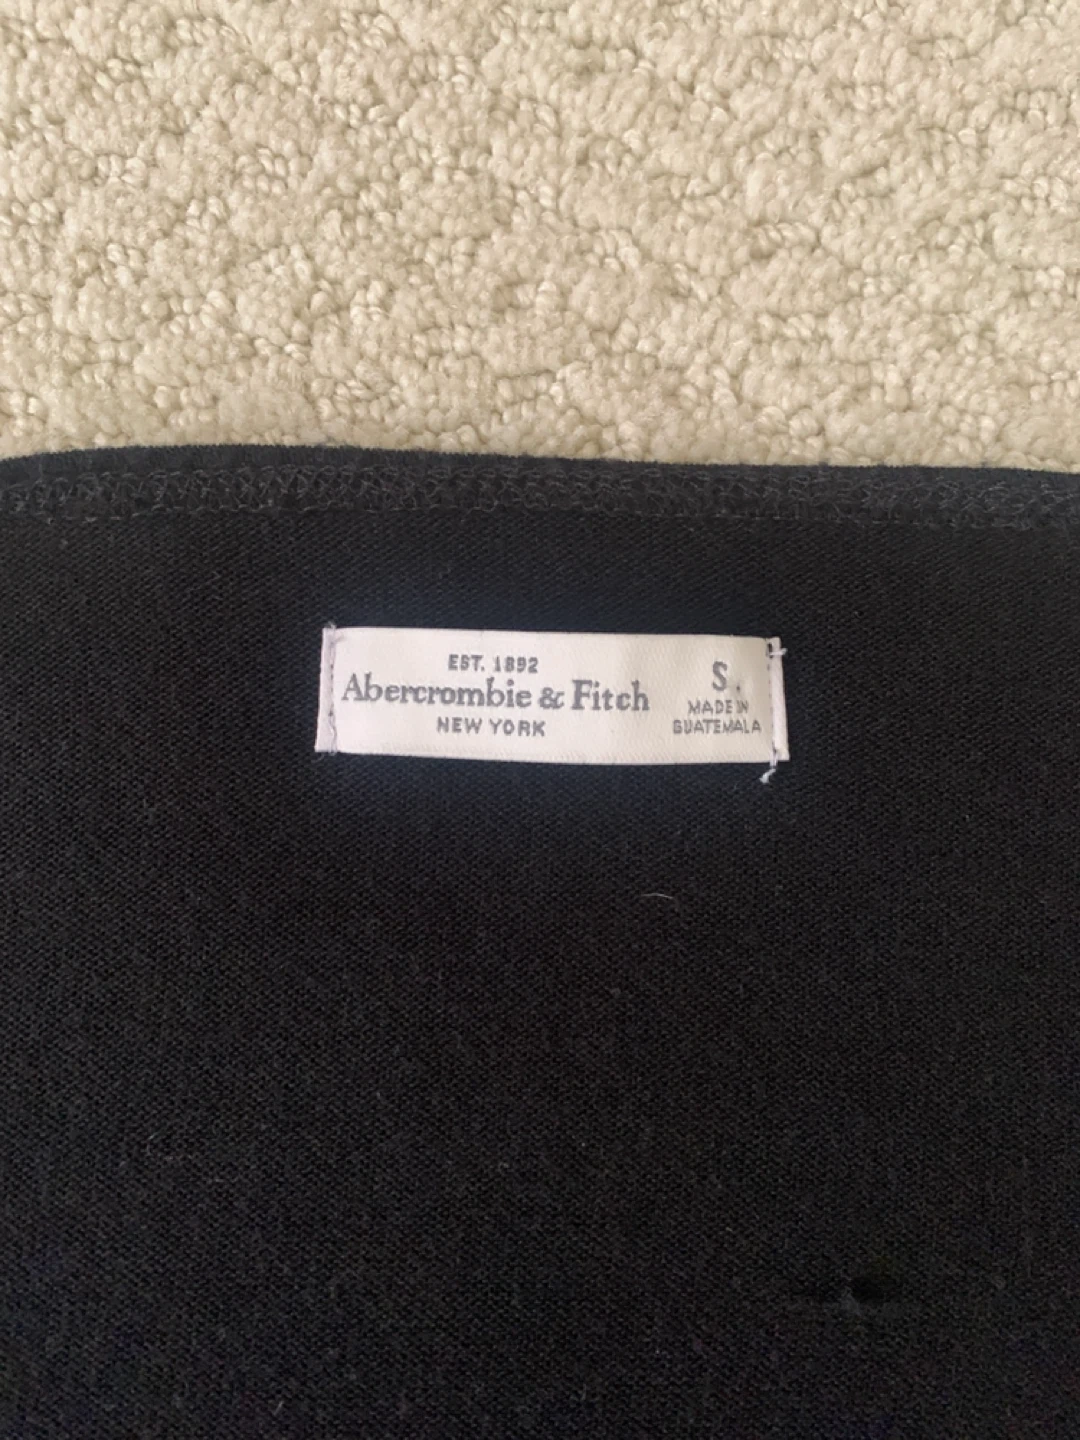 EST. 1892
Abercrombie & Fitch
NEW YORK
S.
MADE IN
GUATEMALA